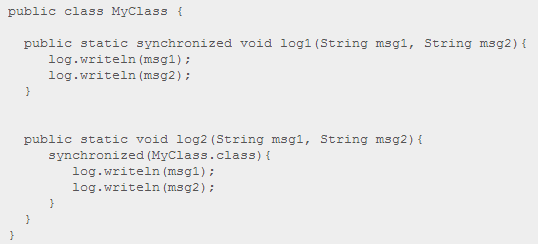 public class MyClass {
public static synchronized void log1(String msg1, String msg2){
log.writeln(msg1);
log.writeln(msg2);
}
public static void log2(String msg1, String msg2){
synchronized(MyClass.class){
log.writeln(msg1);
log.writeln(msg2);
}
}
}